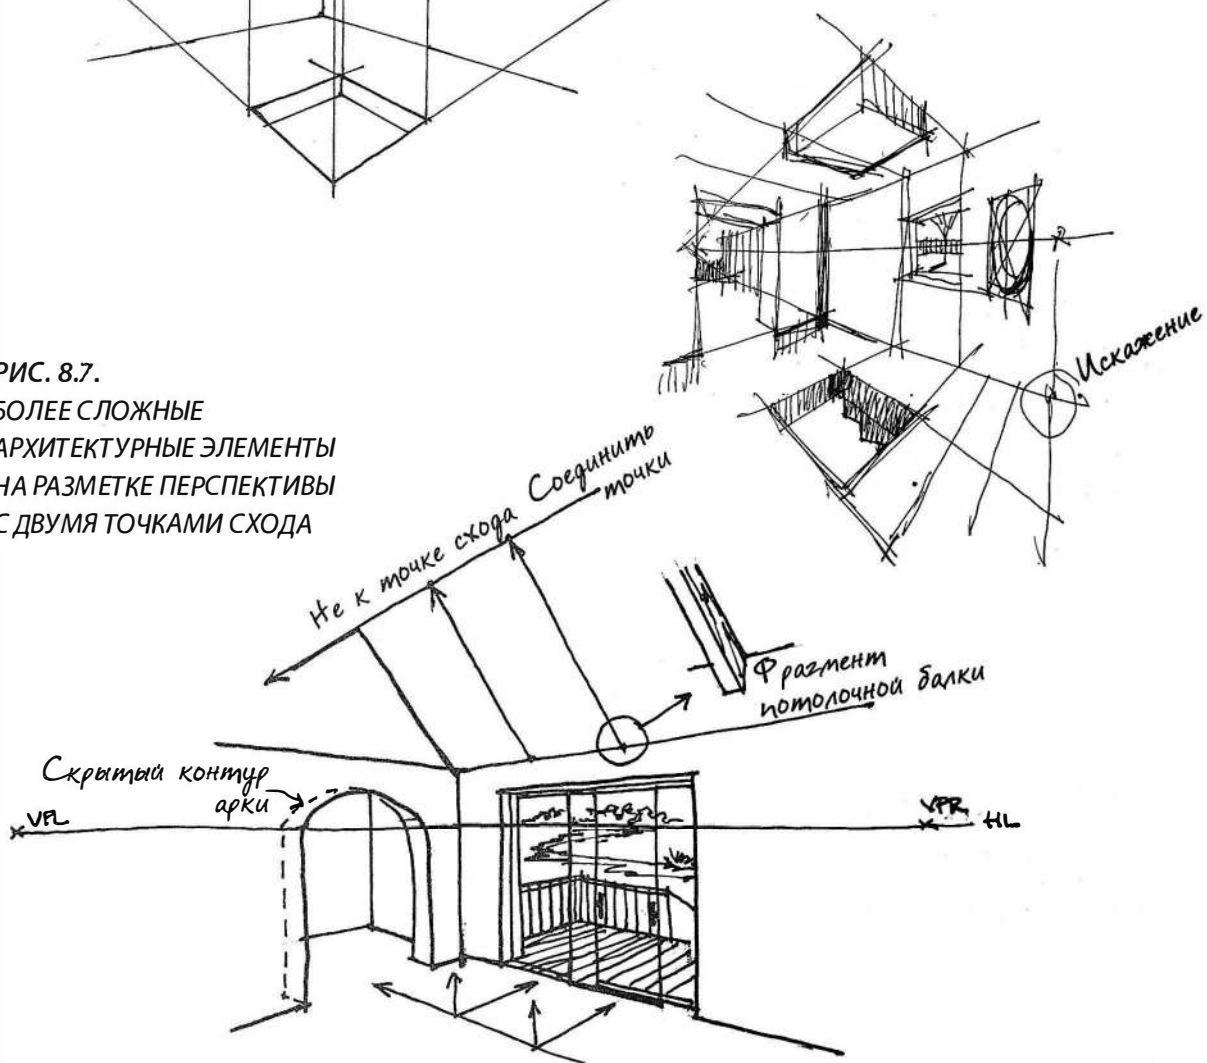 Искажение
РИС. 8.7.
БОЛЕЕ СЛОЖНЫЕ
АРХИТЕКТУРНЫЕ ЭЛЕМЕНТЫ
НА РАЗМЕТКЕ ПЕРСПЕКТИВЫ
С ДВУМЯ ТОЧКАМИ СХОДА
Соединить
точки
Не к точке схода
Фрагмент
потолочной балки
Скрытый контур
арки
VPL
VPR
HL